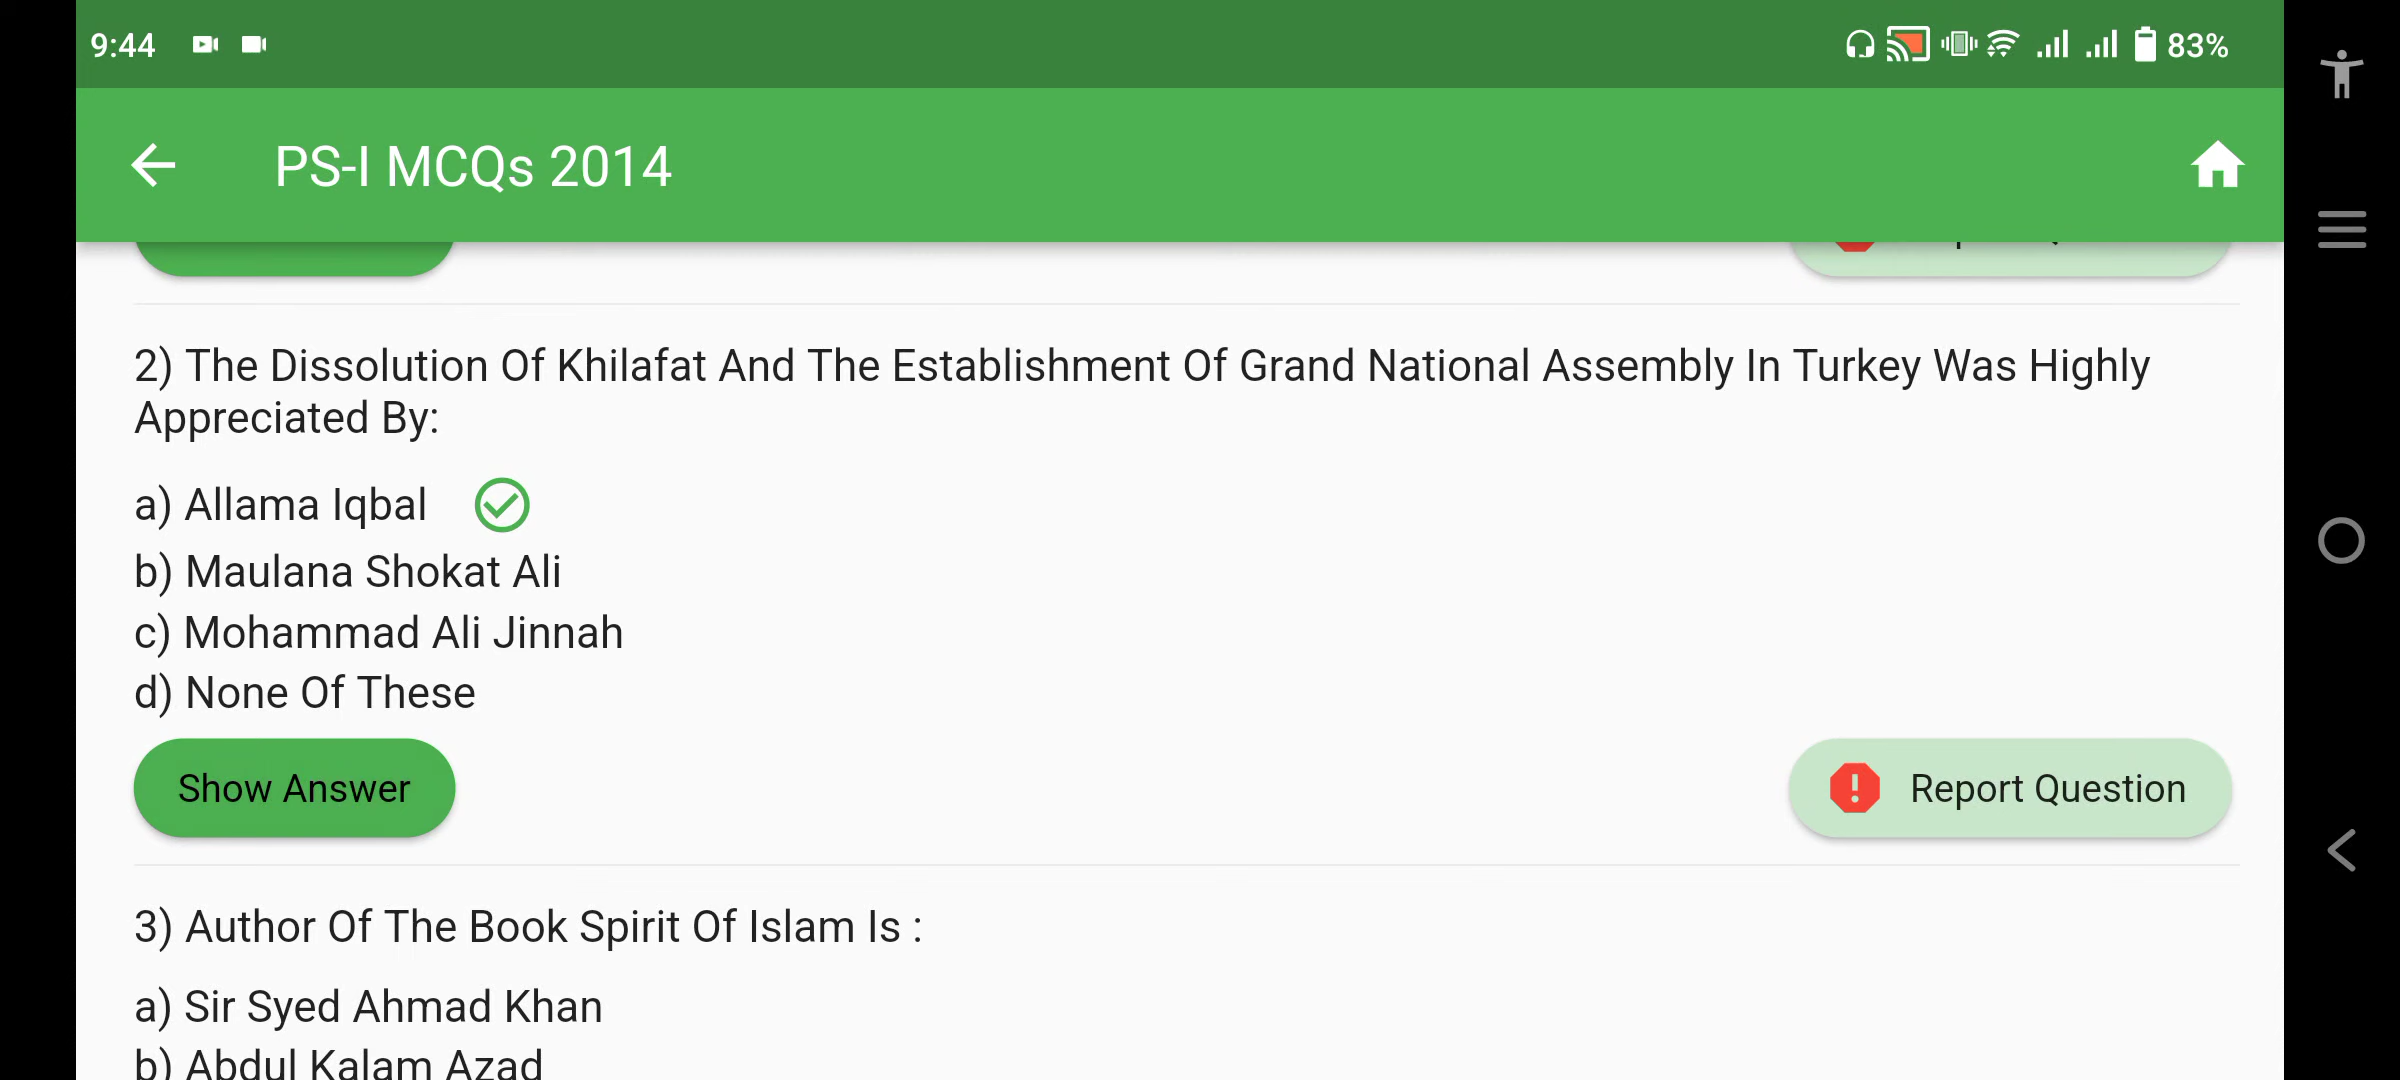 9:44
83%
PS-I MCQs 2014
2) The Dissolution Of Khilafat And The Establishment Of Grand National Assembly In Turkey Was Highly
Appreciated By:
a) Allama Iqbal
b) Maulana Shokat Ali
c) Mohammad Ali Jinnah
d) None Of These
Show Answer
Report Question
3) Author Of The Book Spirit Of Islam Is :
a) Sir Syed Ahmad Khan
b) Abdul Kalam Azad